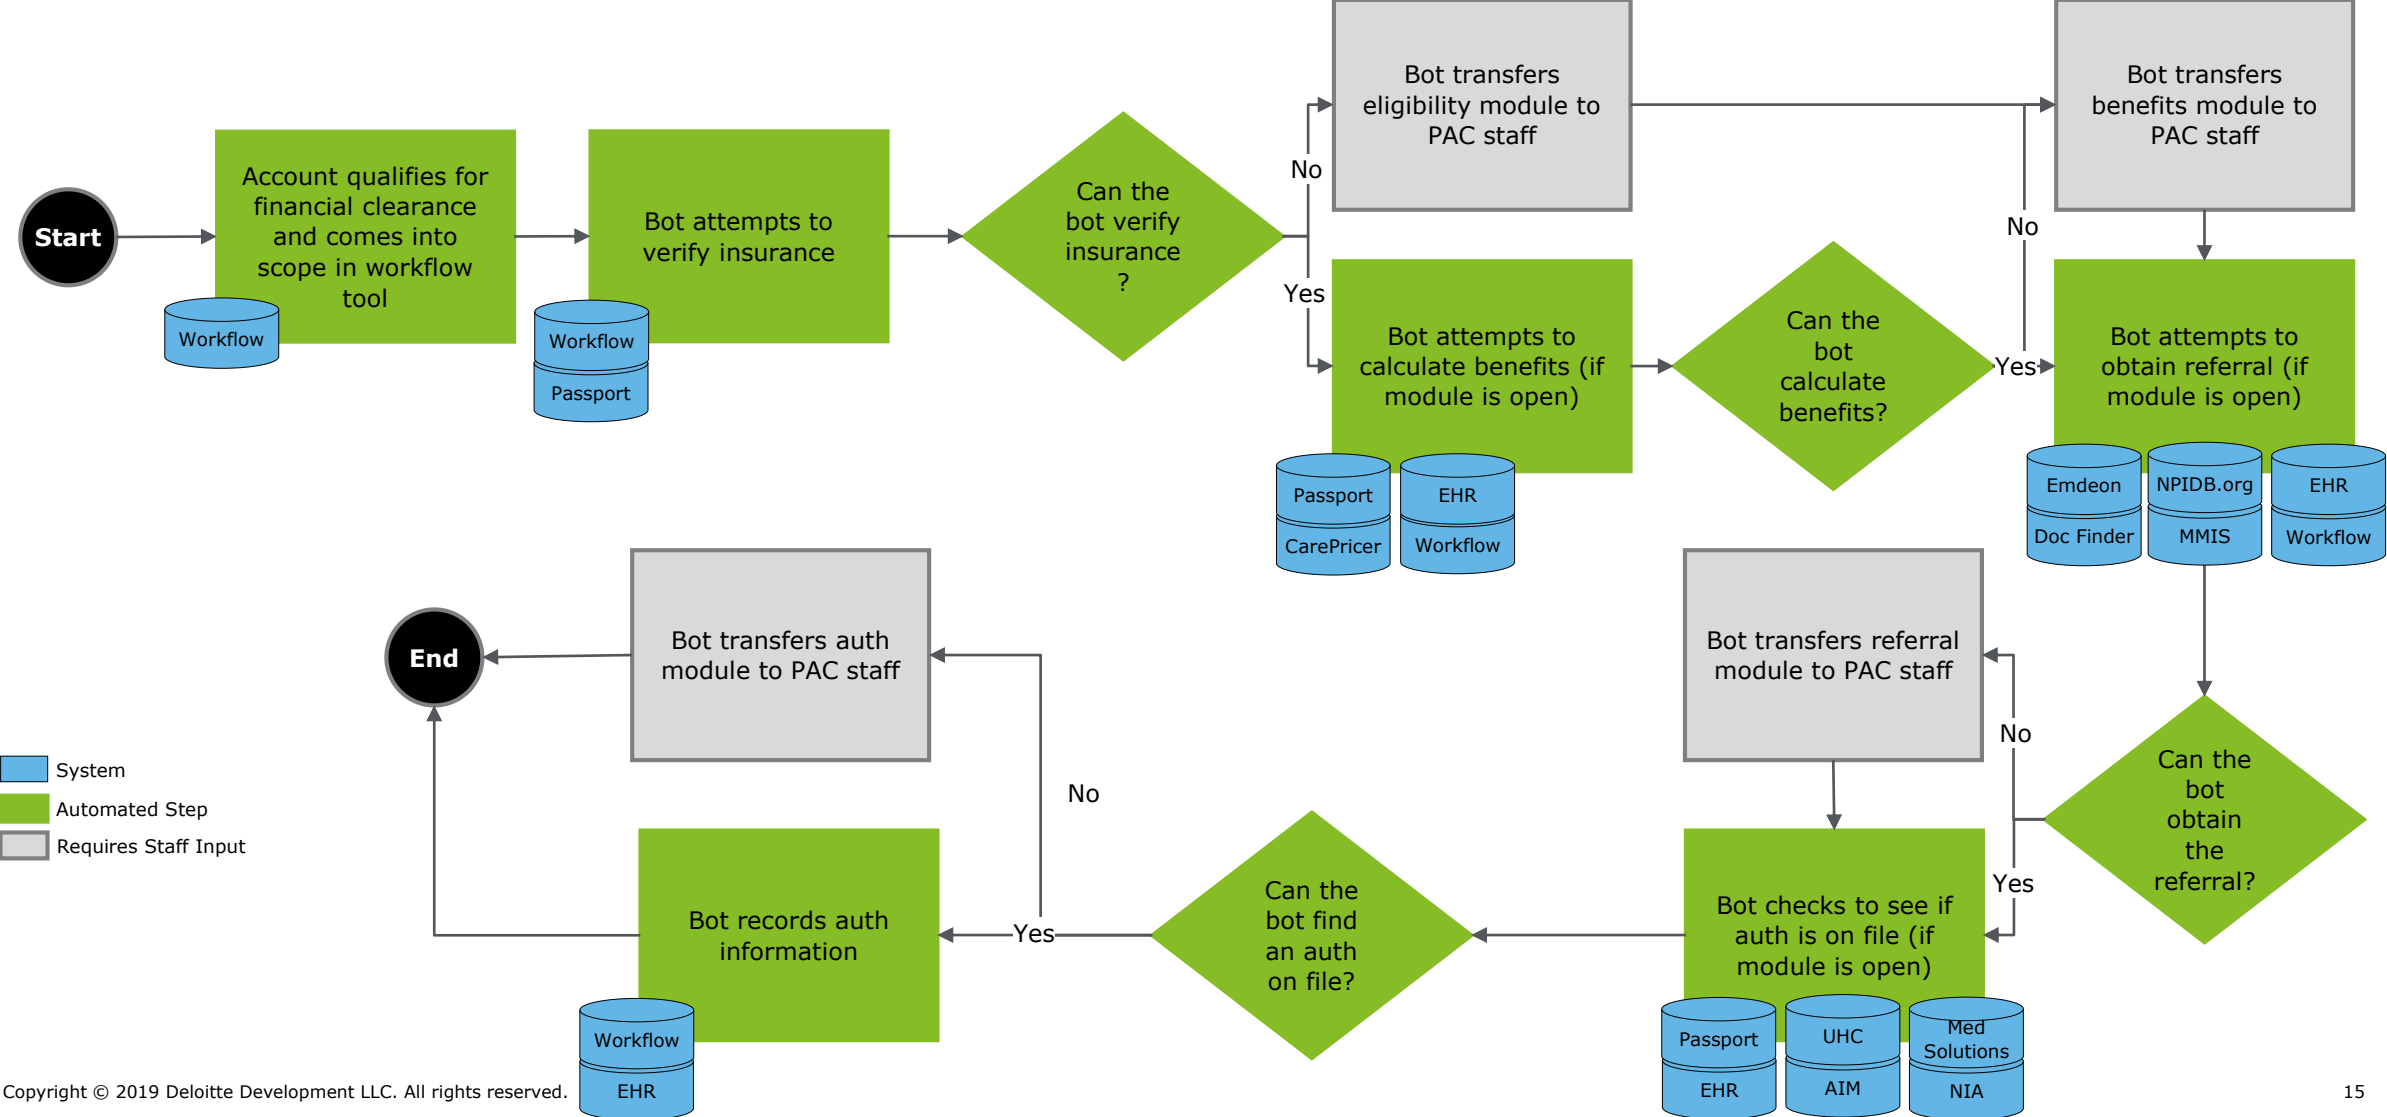 Start
Account qualifies for
financial clearance
and comes into
scope in workflow
tool
Workflow
Bot attempts to
verify insurance
Workflow
Passport
Can the
bot verify
insurance
?
No
Yes
Bot transfers
eligibility module to
PAC staff
Bot attempts to
calculate benefits (if
module is open)
Passport
CarePricer
EHR
Workflow
Can the
bot
calculate
benefits?
No
Yes
Bot transfers
benefits module to
PAC staff
Bot attempts to
obtain referral (if
module is open)
Emdeon
Doc Finder
NPIDB.org
MMIS
EHR
Workflow
Can the
bot
obtain
the
referral?
No
Yes
Bot transfers referral
module to PAC staff
Bot checks to see if
auth is on file (if
module is open)
Passport
EHR
UHC
AIM
Med
Solutions
NIA
Can the
bot find
an auth
on file?
No
Yes
Bot transfers auth
module to PAC staff
Bot records auth
information
Workflow
EHR
End
System
Automated Step
Requires Staff Input
Copyright © 2019 Deloitte Development LLC. All rights reserved.
15